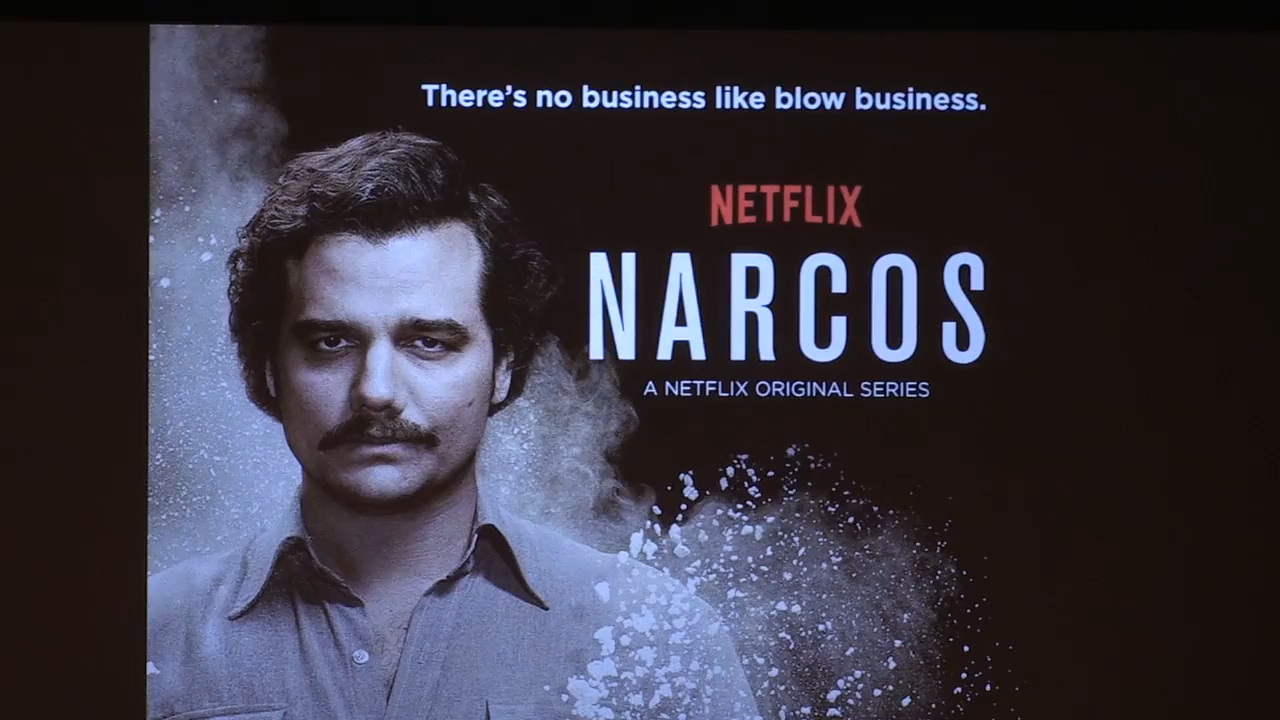 There's no business like blow business.
NETFLIX
NARCOS
A NETFLIX ORIGINAL SERIES